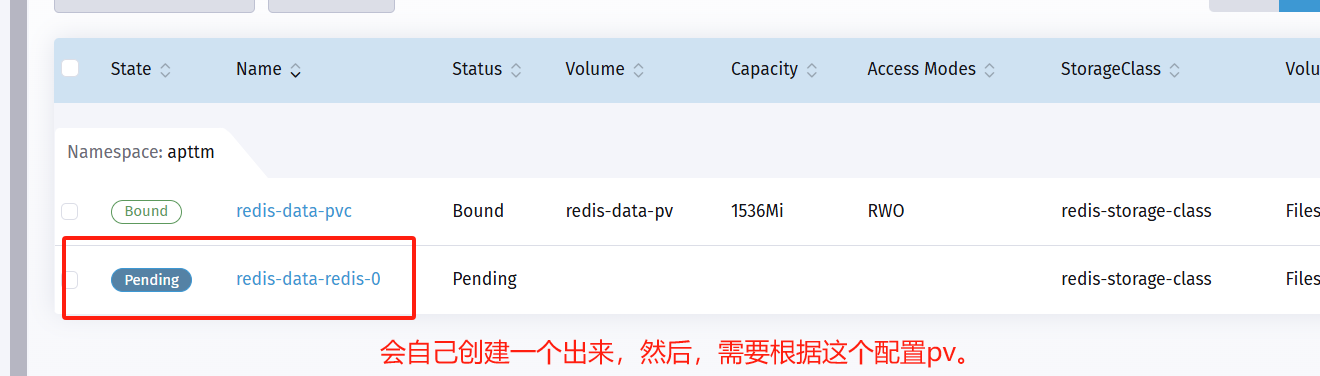 State Name Status Volume Capacity Access Modes StorageClass Volu
Namespace: apttm
Bound redis-data-pvc Bound redis-data-pv 1536Mi RWO redis-storage-class Files
Pending redis-data-redis-0 Pending redis-storage-class Files
会自己创建一个出来，然后，需要根据这个配置pv。